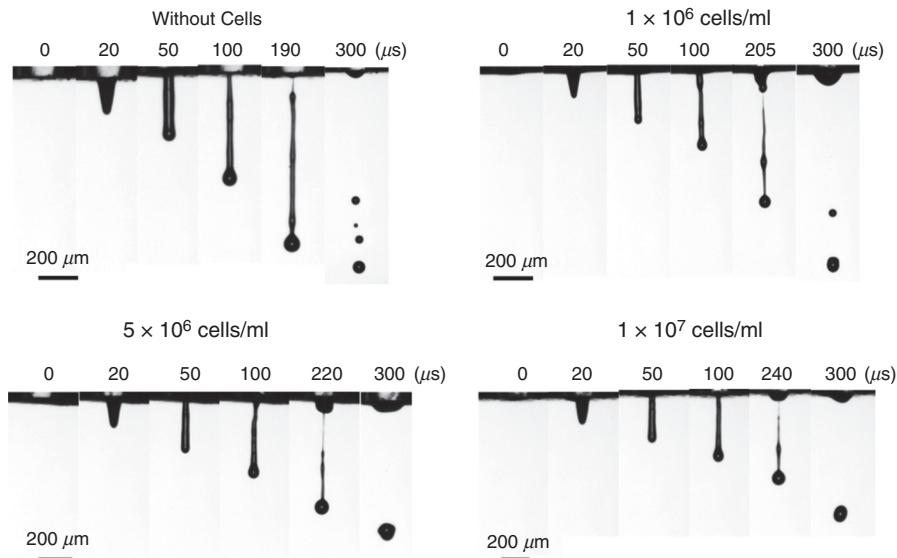 Without Cells
0 20 50 100 190 300 (μs)
200 μm
1 × 10⁶ cells/ml
0 20 50 100 205 300 (μs)
200 μm
5 × 10⁶ cells/ml
0 20 50 100 220 300 (μs)
200 μm
1 × 10⁷ cells/ml
0 20 50 100 240 300 (μs)
200 μm